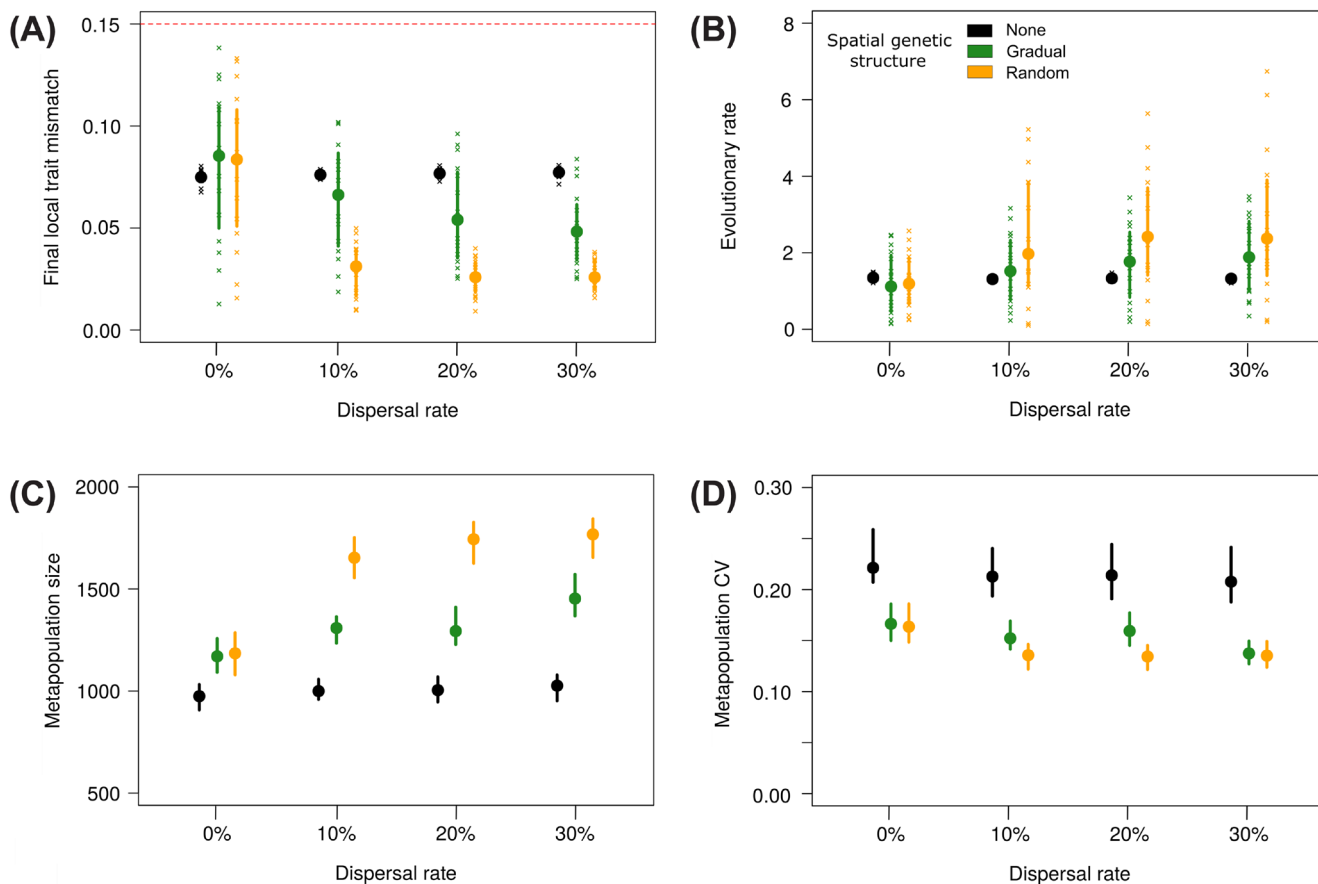 (A)
0.15
0.10
0.05
0.00
Final local trait mismatch
0%
10%
20%
30%
Dispersal rate
(B)
8
6
4
2
0
Evolutionary rate
Spatial genetic
structure
None
Gradual
Random
0%
10%
20%
30%
Dispersal rate
(C)
2000
1500
1000
500
Metapopulation size
0%
10%
20%
30%
Dispersal rate
(D)
0.30
0.20
0.10
0.00
Metapopulation CV
0%
10%
20%
30%
Dispersal rate